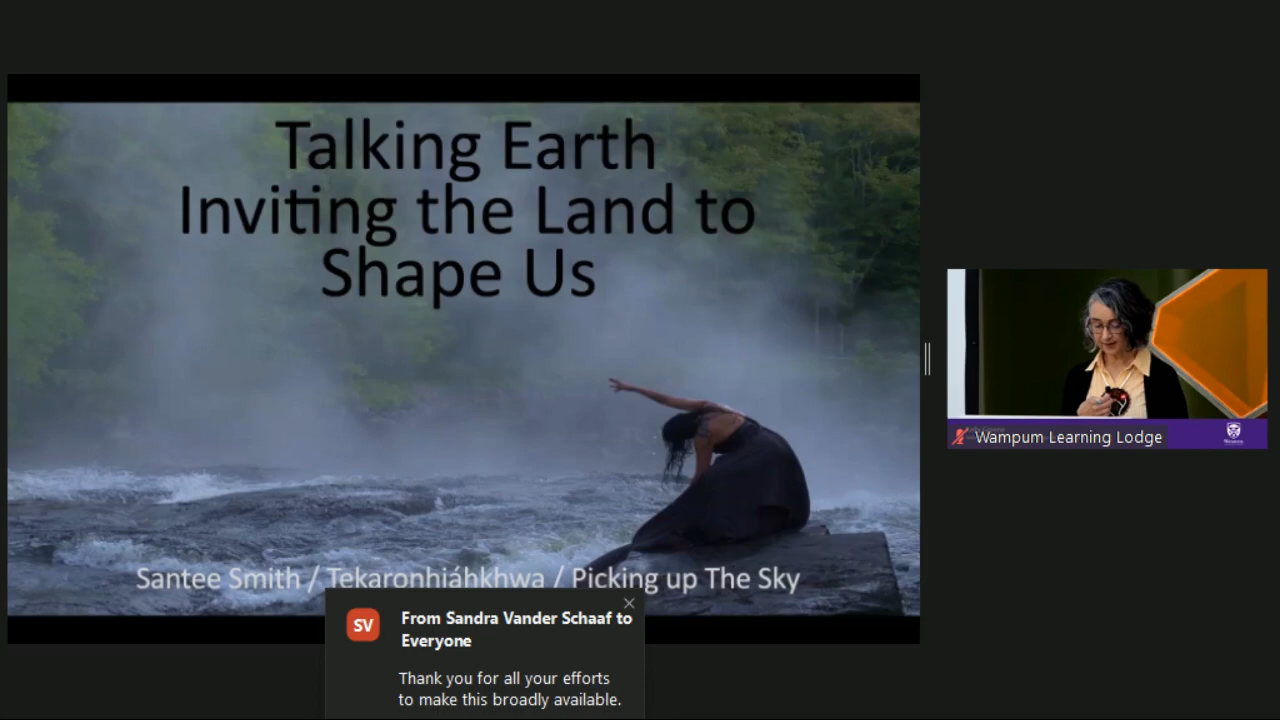 Talking Earth
Inviting the Land to
Shape Us
Santee Smith / Tekaronhiáhkhwa / Picking up The Sky
SV
From Sandra Vander Schaaf to
Everyone
Thank you for all your efforts
to make this broadly available.
Wampum Learning Lodge